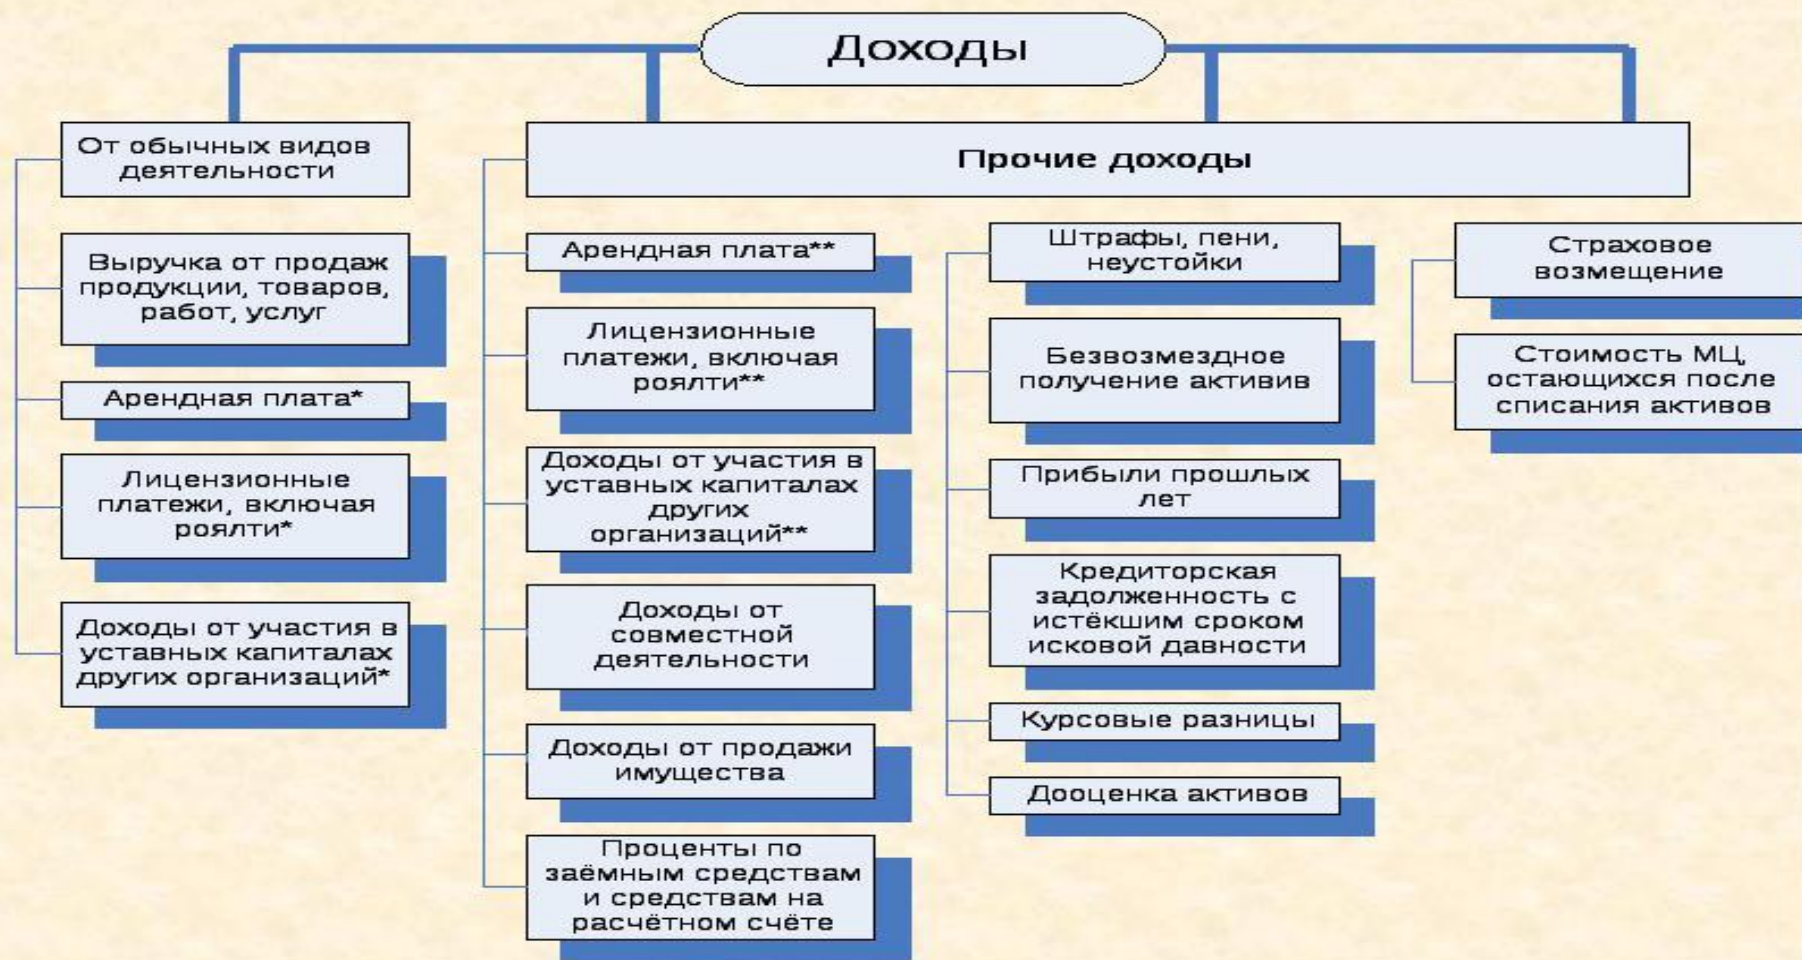 Доходы
От обычных видов
деятельности
Выручка от продаж
продукции, товаров,
работ, услуг
Арендная плата*
Лицензионные
платежи, включая
роялти*
Доходы от участия в
уставных капиталах
других организаций*
Прочие доходы
Арендная плата**
Лицензионные
платежи, включая
роялти**
Доходы от участия в
уставных капиталах
других
организаций**
Доходы от
совместной
деятельности
Доходы от продажи
имущества
Проценты по
заёмным средствам
и средствам на
расчётном счёте
Штрафы, пени,
неустойки
Безвозмездное
получение активив
Прибыли прошлых
лет
Кредиторская
задолженность с
истёкшим сроком
исковой давности
Курсовые разницы
Дооценка активов
Страховое
возмещение
Стоимость МЦ,
остающихся после
списания активов